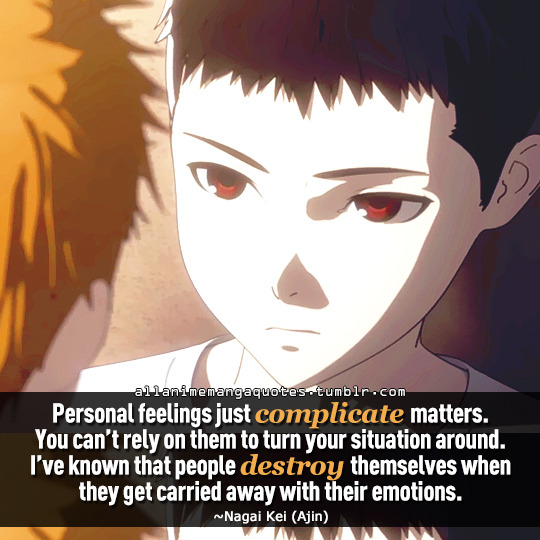 allanimemangaquotes.tumblr.com
Personal feelings just complicate matters.
You can't rely on them to turn your situation around.
I've known that people destroy themselves when
they get carried away with their emotions.
~Nagai Kei (Ajin)